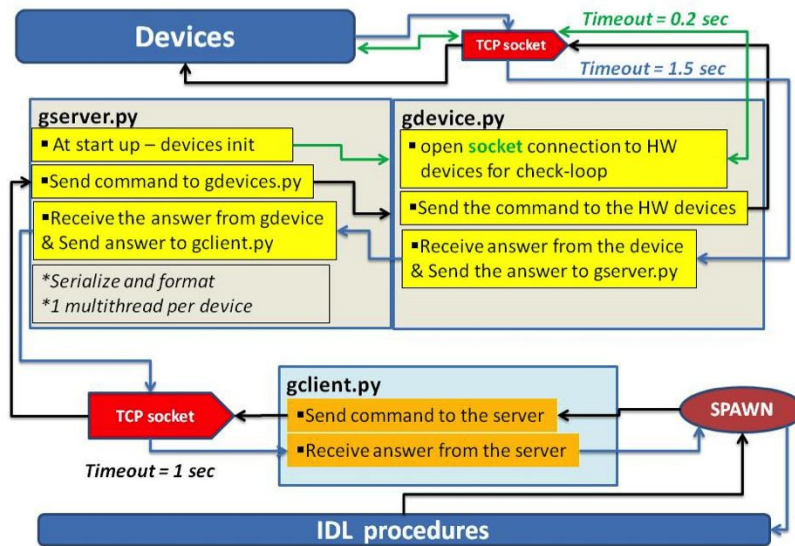 Devices
TCP socket
Timeout = 0.2 sec
Timeout = 1.5 sec
gserver.py
▪At start up – devices init
▪Send command to gdevices.py
▪Receive the answer from gdevice
& Send answer to gclient.py
*Serialize and format
*1 multithread per device
gdevice.py
▪open socket connection to HW
devices for check-loop
▪Send the command to the HW devices
▪Receive answer from the device
& Send the answer to gserver.py
TCP socket
Timeout = 1 sec
gclient.py
▪Send command to the server
▪Receive answer from the server
SPAWN
IDL procedures